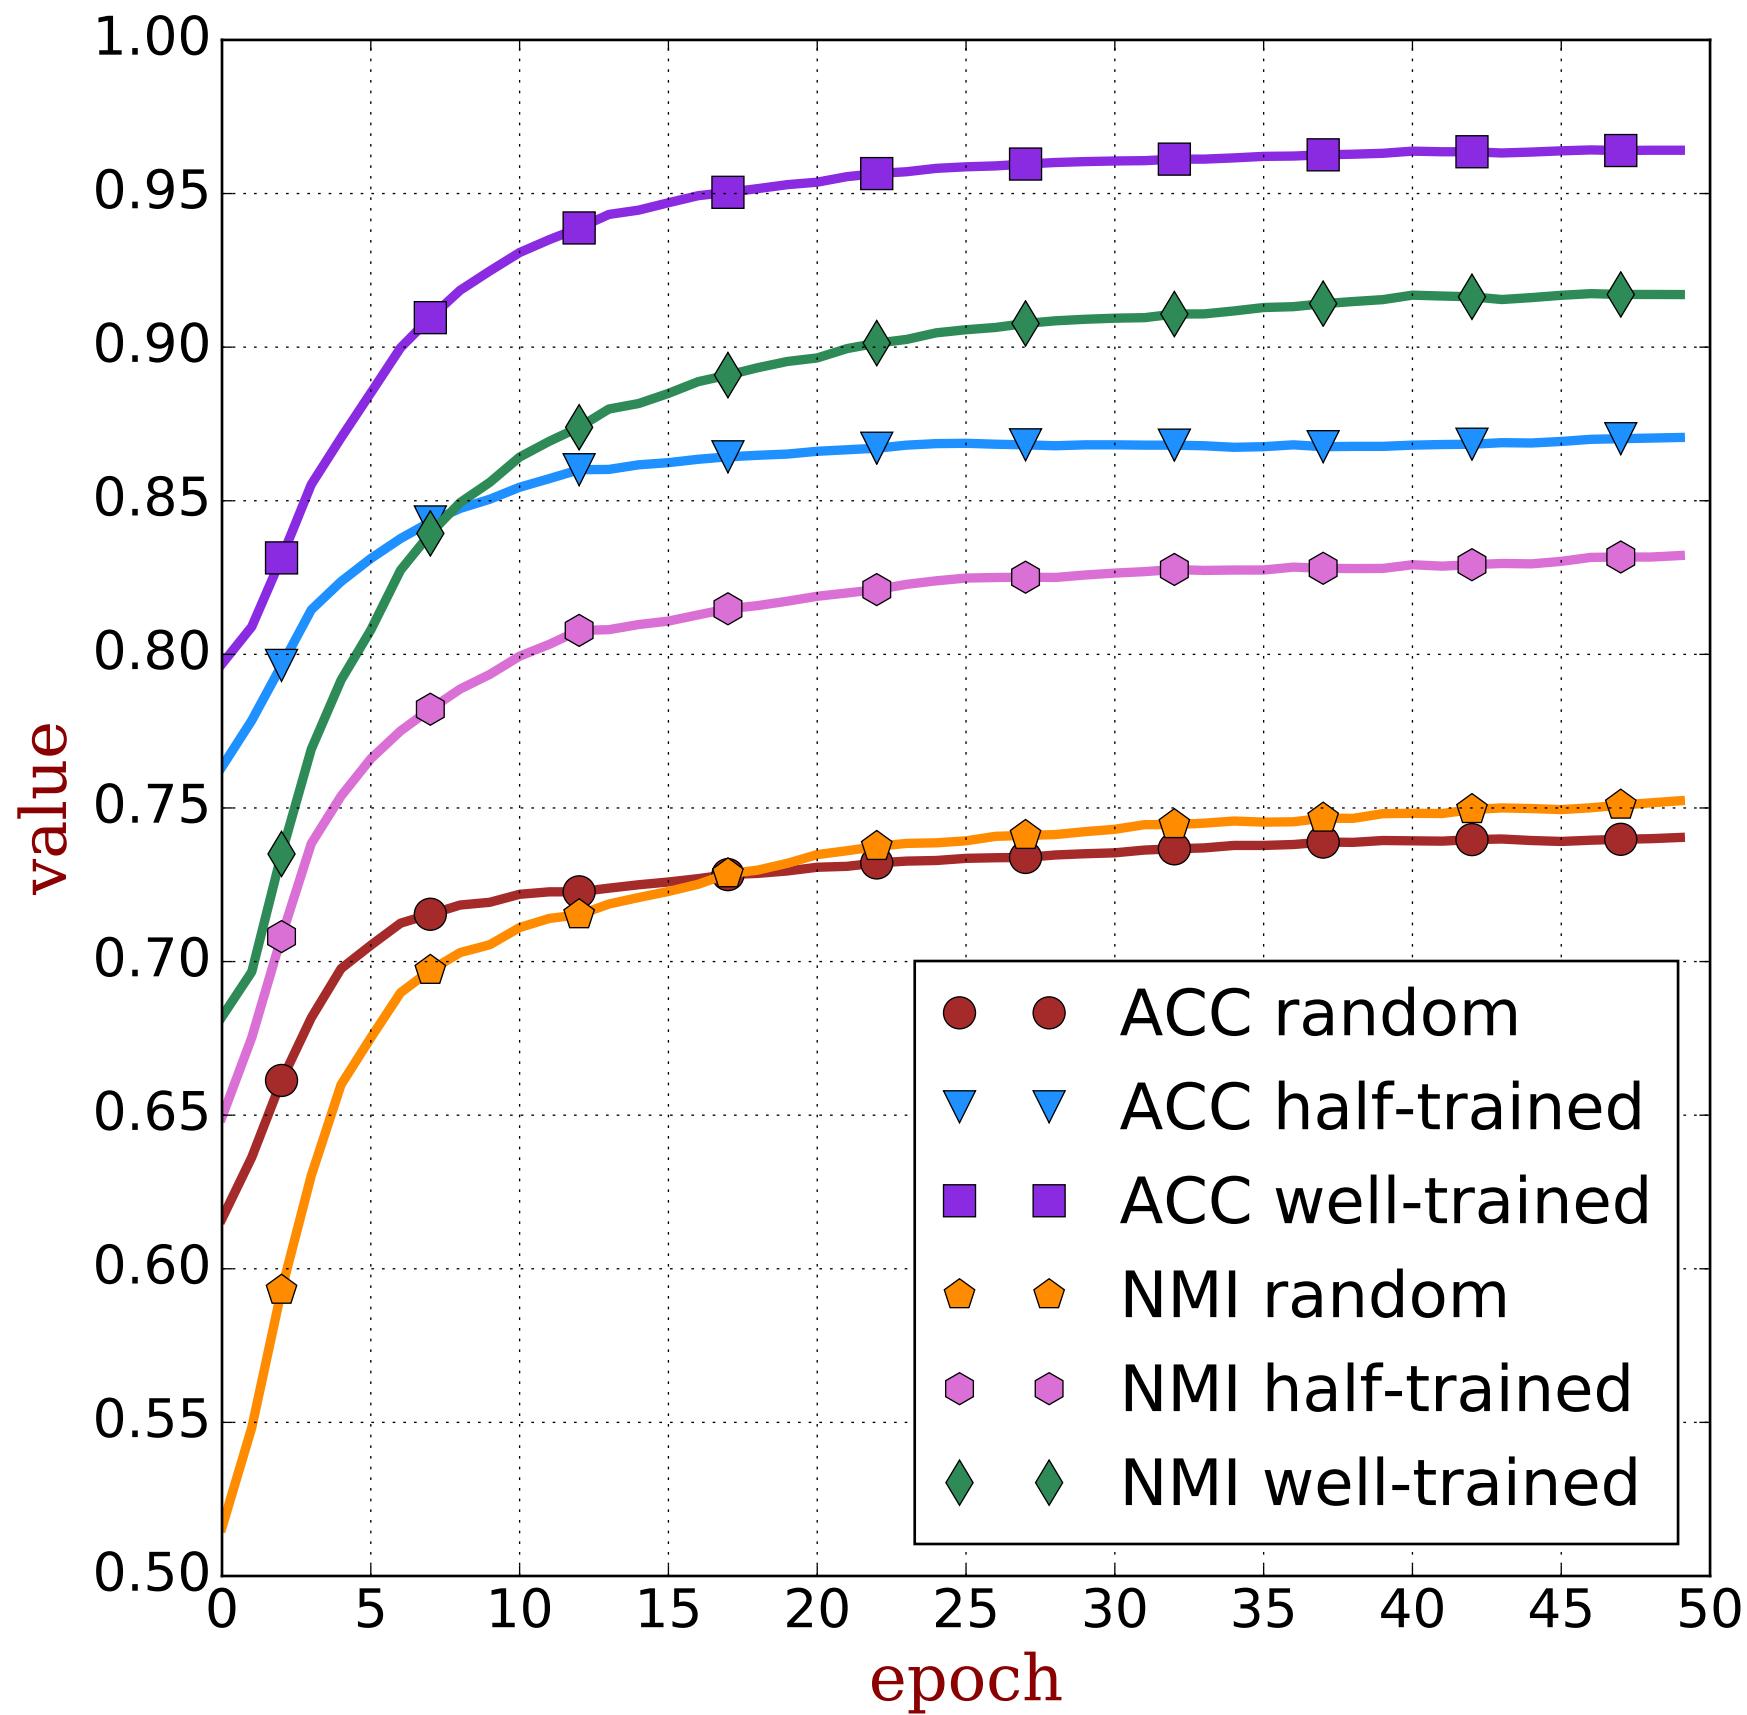 1.00
0.95
0.90
0.85
0.80
0.75
0.70
0.65
0.60
0.55
0.50
value
0 5 10 15 20 25 30 35 40 45 50
epoch
ACC random
ACC half-trained
ACC well-trained
NMI random
NMI half-trained
NMI well-trained